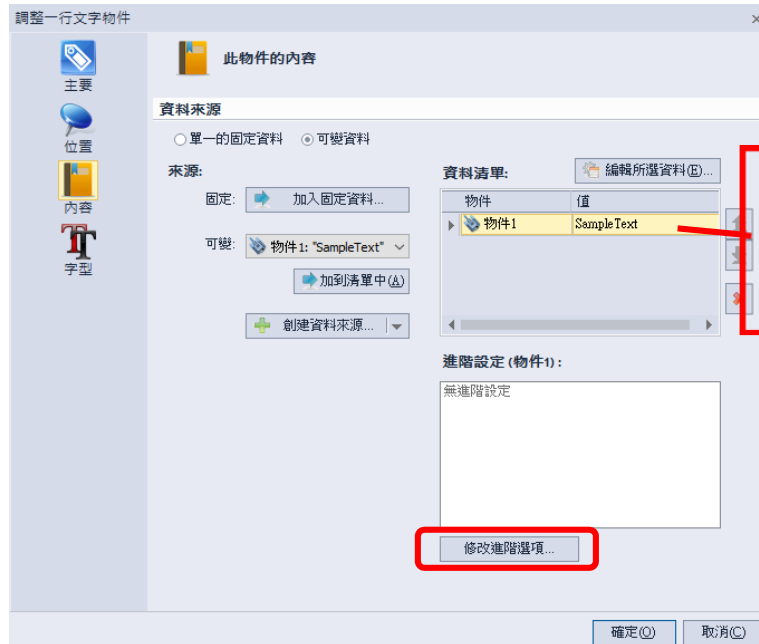 調整一行文字物件
主要
位置
內容
字型
此物件的內容
資料來源
單一的固定資料 可變資料
來源:
固定: 加入固定資料...
可變: 物件1: "SampleText"
加到清單中(A)
創建資料來源...
資料清單: 編輯所選資料(E)...
物件 值
物件1 SampleText
進階設定 (物件1) :
無進階設定
修改進階選項...
確定(O) 取消(C)